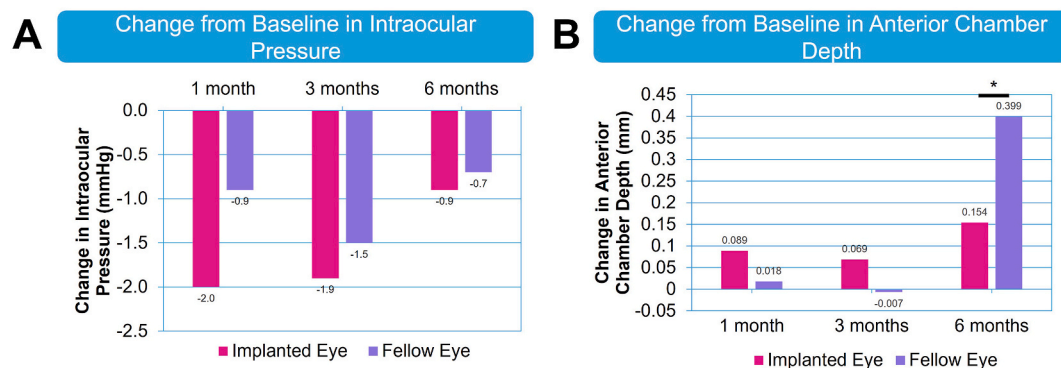 A
Change from Baseline in Intraocular
Pressure
1 month 3 months 6 months
0.0
-0.5
-1.0
-1.5
-2.0
-2.5
Change in Intraocular
Pressure (mmHg)
-2.0
-0.9
-1.9
-1.5
-0.9
-0.7
Implanted Eye Fellow Eye
B
Change from Baseline in Anterior Chamber
Depth
0.45
0.4
0.35
0.3
0.25
0.2
0.15
0.1
0.05
0
-0.05
Change in Anterior
Chamber Depth (mm)
0.089
0.018
0.069
-0.007
0.154
*
0.399
1 month 3 months 6 months
Implanted Eye Fellow Eye